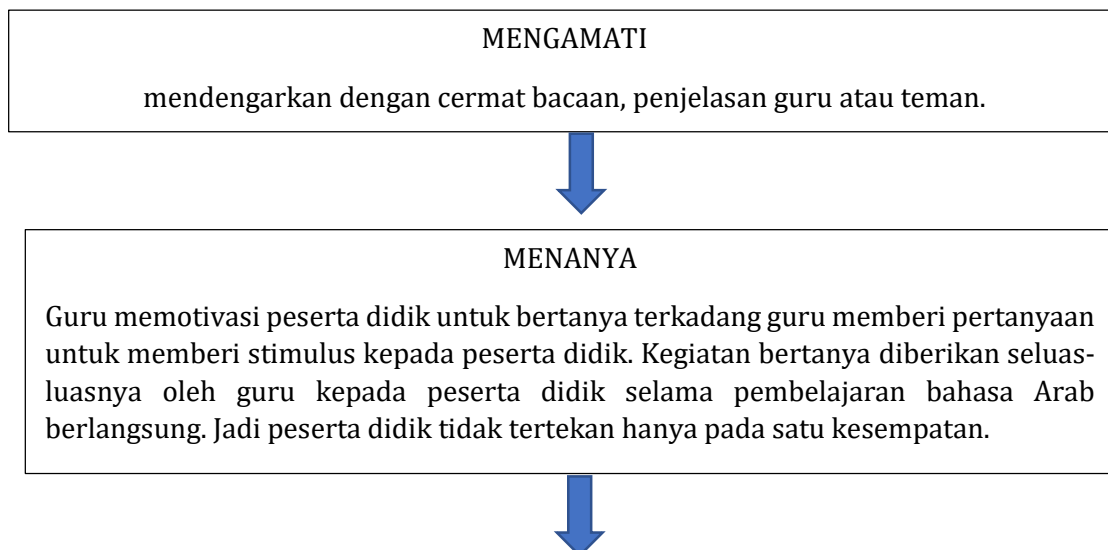 MENGAMATI
mendengarkan dengan cermat bacaan, penjelasan guru atau teman.
MENANYA
Guru memotivasi peserta didik untuk bertanya terkadang guru memberi pertanyaan
untuk memberi stimulus kepada peserta didik. Kegiatan bertanya diberikan seluas-
luasnya oleh guru kepada peserta didik selama pembelajaran bahasa Arab
berlangsung. Jadi peserta didik tidak tertekan hanya pada satu kesempatan.